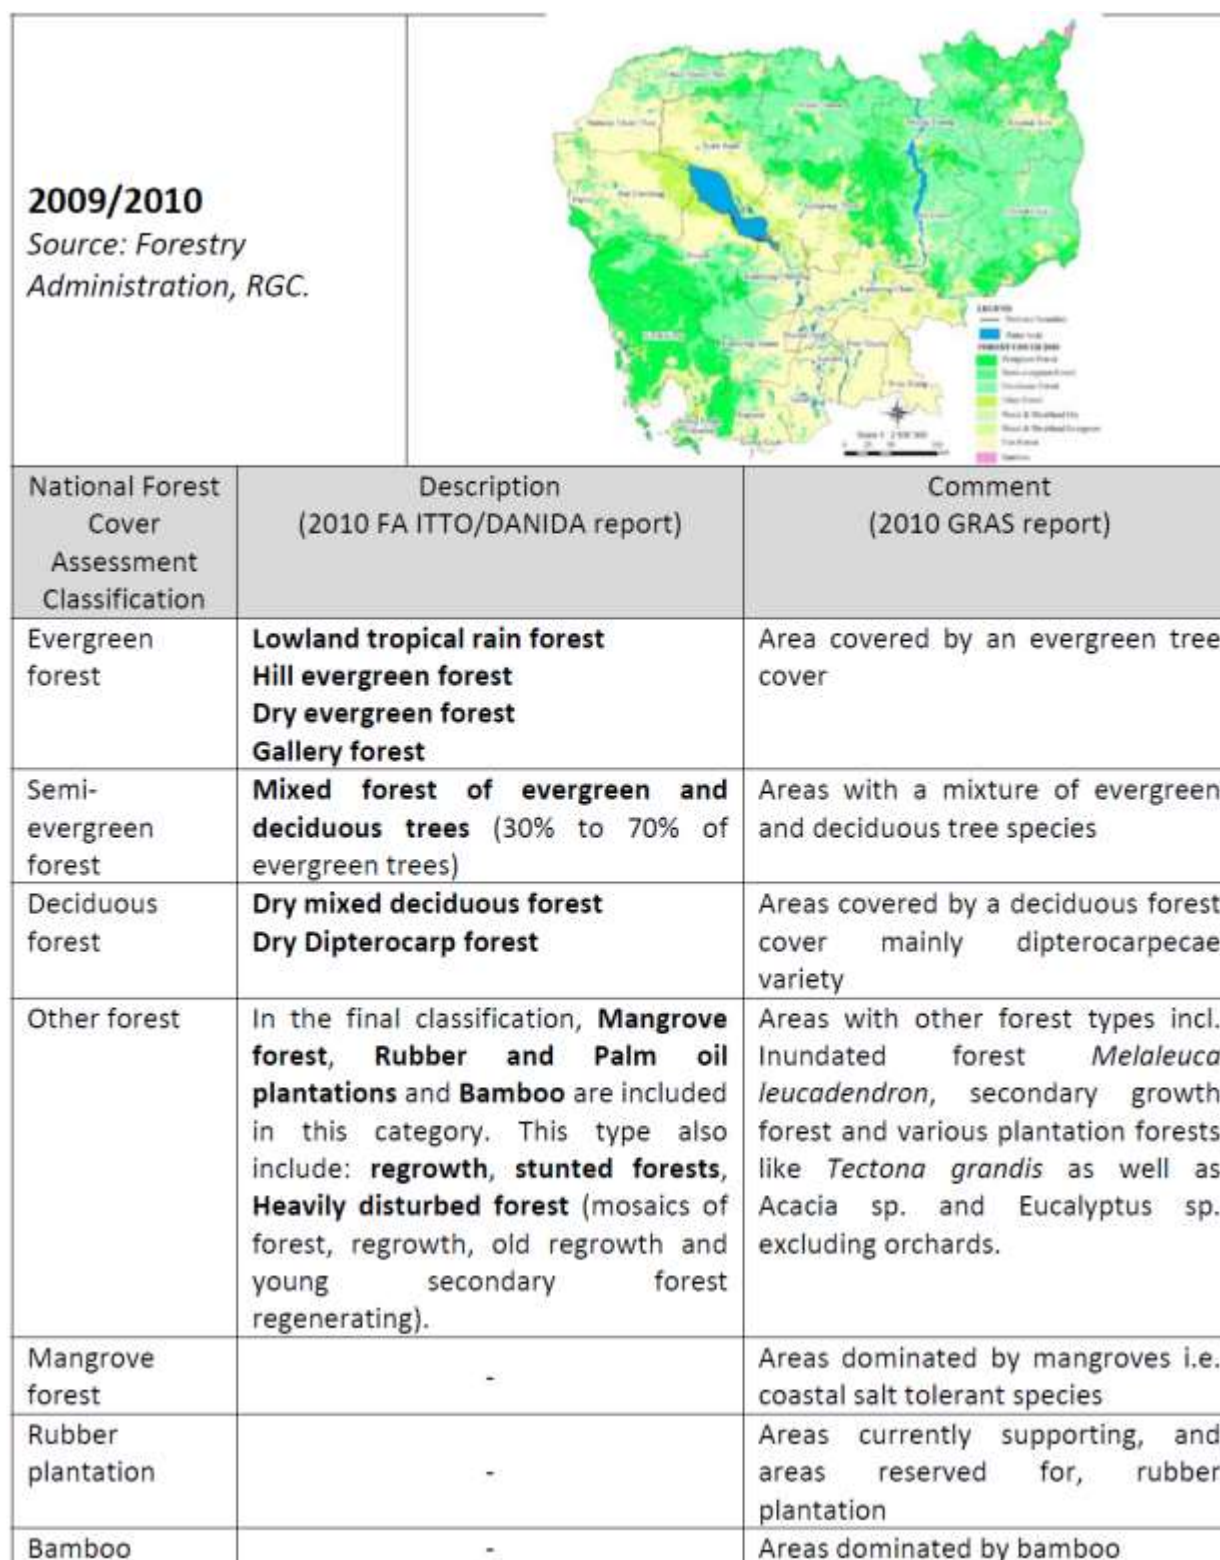 2009/2010
Source: Forestry
Administration, RGC.
LEGEND
National Forest
Cover
Assessment
Classification
Description
(2010 FA ITTO/DANIDA report)
Comment
(2010 GRAS report)
Evergreen
forest
Lowland tropical rain forest
Hill evergreen forest
Dry evergreen forest
Gallery forest
Area covered by an evergreen tree
cover
Semi-
evergreen
forest
Mixed forest of evergreen and
deciduous trees (30% to 70% of
evergreen trees)
Areas with a mixture of evergreen
and deciduous tree species
Deciduous
forest
Dry mixed deciduous forest
Dry Dipterocarp forest
Areas covered by a deciduous forest
cover mainly dipterocarpecae
variety
Other forest
In the final classification, Mangrove
forest, Rubber and Palm oil
plantations and Bamboo are included
in this category. This type also
include: regrowth, stunted forests,
Heavily disturbed forest (mosaics of
forest, regrowth, old regrowth and
young secondary forest
regenerating).
Areas with other forest types incl.
Inundated forest Melaleuca
leucadendron, secondary growth
forest and various plantation forests
like Tectona grandis as well as
Acacia sp. and Eucalyptus sp.
excluding orchards.
Mangrove
forest
-
Areas dominated by mangroves i.e.
coastal salt tolerant species
Rubber
plantation
-
Areas currently supporting, and
areas reserved for, rubber
plantation
Bamboo
-
Areas dominated by bamboo